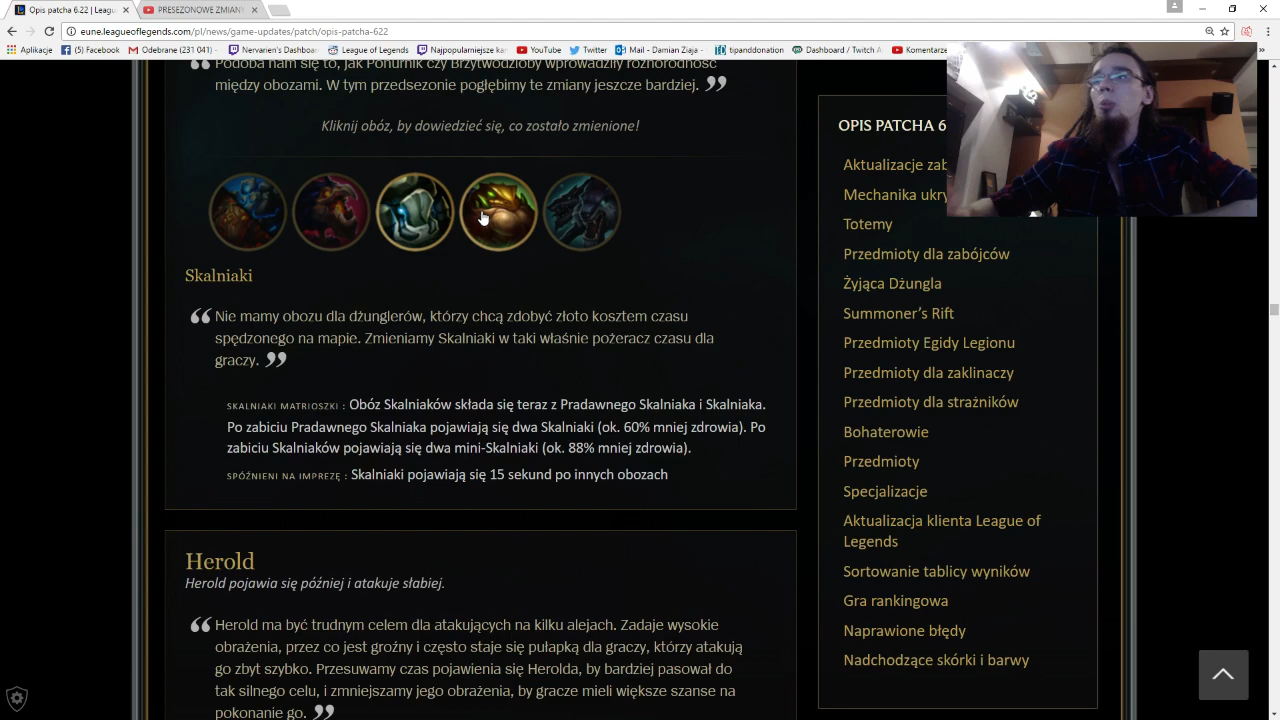 Opis patcha 6.22 | Leag
PRESEZONOWE ZMIANY
eune.leagueoflegends.com/pl/news/game-updates/patch/opis-patcha-622
Aplikacje
(5) Facebook
Odebrane (231 041)
Nervarien's Dashboard
League of Legends
Najpopularniejsze kan
YouTube
Twitter
Mail - Damian Ziaja
tipanddonation
Dashboard / Twitch
Komentarze
Podoba nam się to, jak Ponurnik czy Brzytwodzioby wprowadziły różnorodność
między obozami. W tym przedsezonie pogłębimy te zmiany jeszcze bardziej.
Kliknij obóz, by dowiedzieć się, co zostało zmienione!
Skalniaki
Nie mamy obozu dla dżunglerów, którzy chcą zdobyć złoto kosztem czasu
spędzonego na mapie. Zmieniamy Skalniaki w taki właśnie pożeracz czasu dla
graczy.
SKALNIAKI MATRIOSZKI : Obóz Skalniaków składa się teraz z Pradawnego Skalniaka i Skalniaka.
Po zabiciu Pradawnego Skalniaka pojawiają się dwa Skalniaki (ok. 60% mniej zdrowia). Po
zabiciu Skalniaków pojawiają się dwa mini-Skalniaki (ok. 88% mniej zdrowia).
SPÓŹNIENI NA IMPREZĘ : Skalniaki pojawiają się 15 sekund po innych obozach
Herold
Herold pojawia się później i atakuje słabiej.
Herold ma być trudnym celem dla atakujących na kilku alejach. Zadaje wysokie
obrażenia, przez co jest groźny i często staje się pułapką dla graczy, którzy atakują
go zbyt szybko. Przesuwamy czas pojawienia się Herolda, by bardziej pasował do
tak silnego celu, i zmniejszamy jego obrażenia, by gracze mieli większe szanse na
pokonanie go.
OPIS PATCHA 6
Aktualizacje zab
Mechanika ukry
Totemy
Przedmioty dla zabójców
Żyjąca Dżungla
Summoner's Rift
Przedmioty Egidy Legionu
Przedmioty dla zaklinaczy
Przedmioty dla strażników
Bohaterowie
Przedmioty
Specjalizacje
Aktualizacja klienta League of
Legends
Sortowanie tablicy wyników
Gra rankingowa
Naprawione błędy
Nadchodzące skórki i barwy